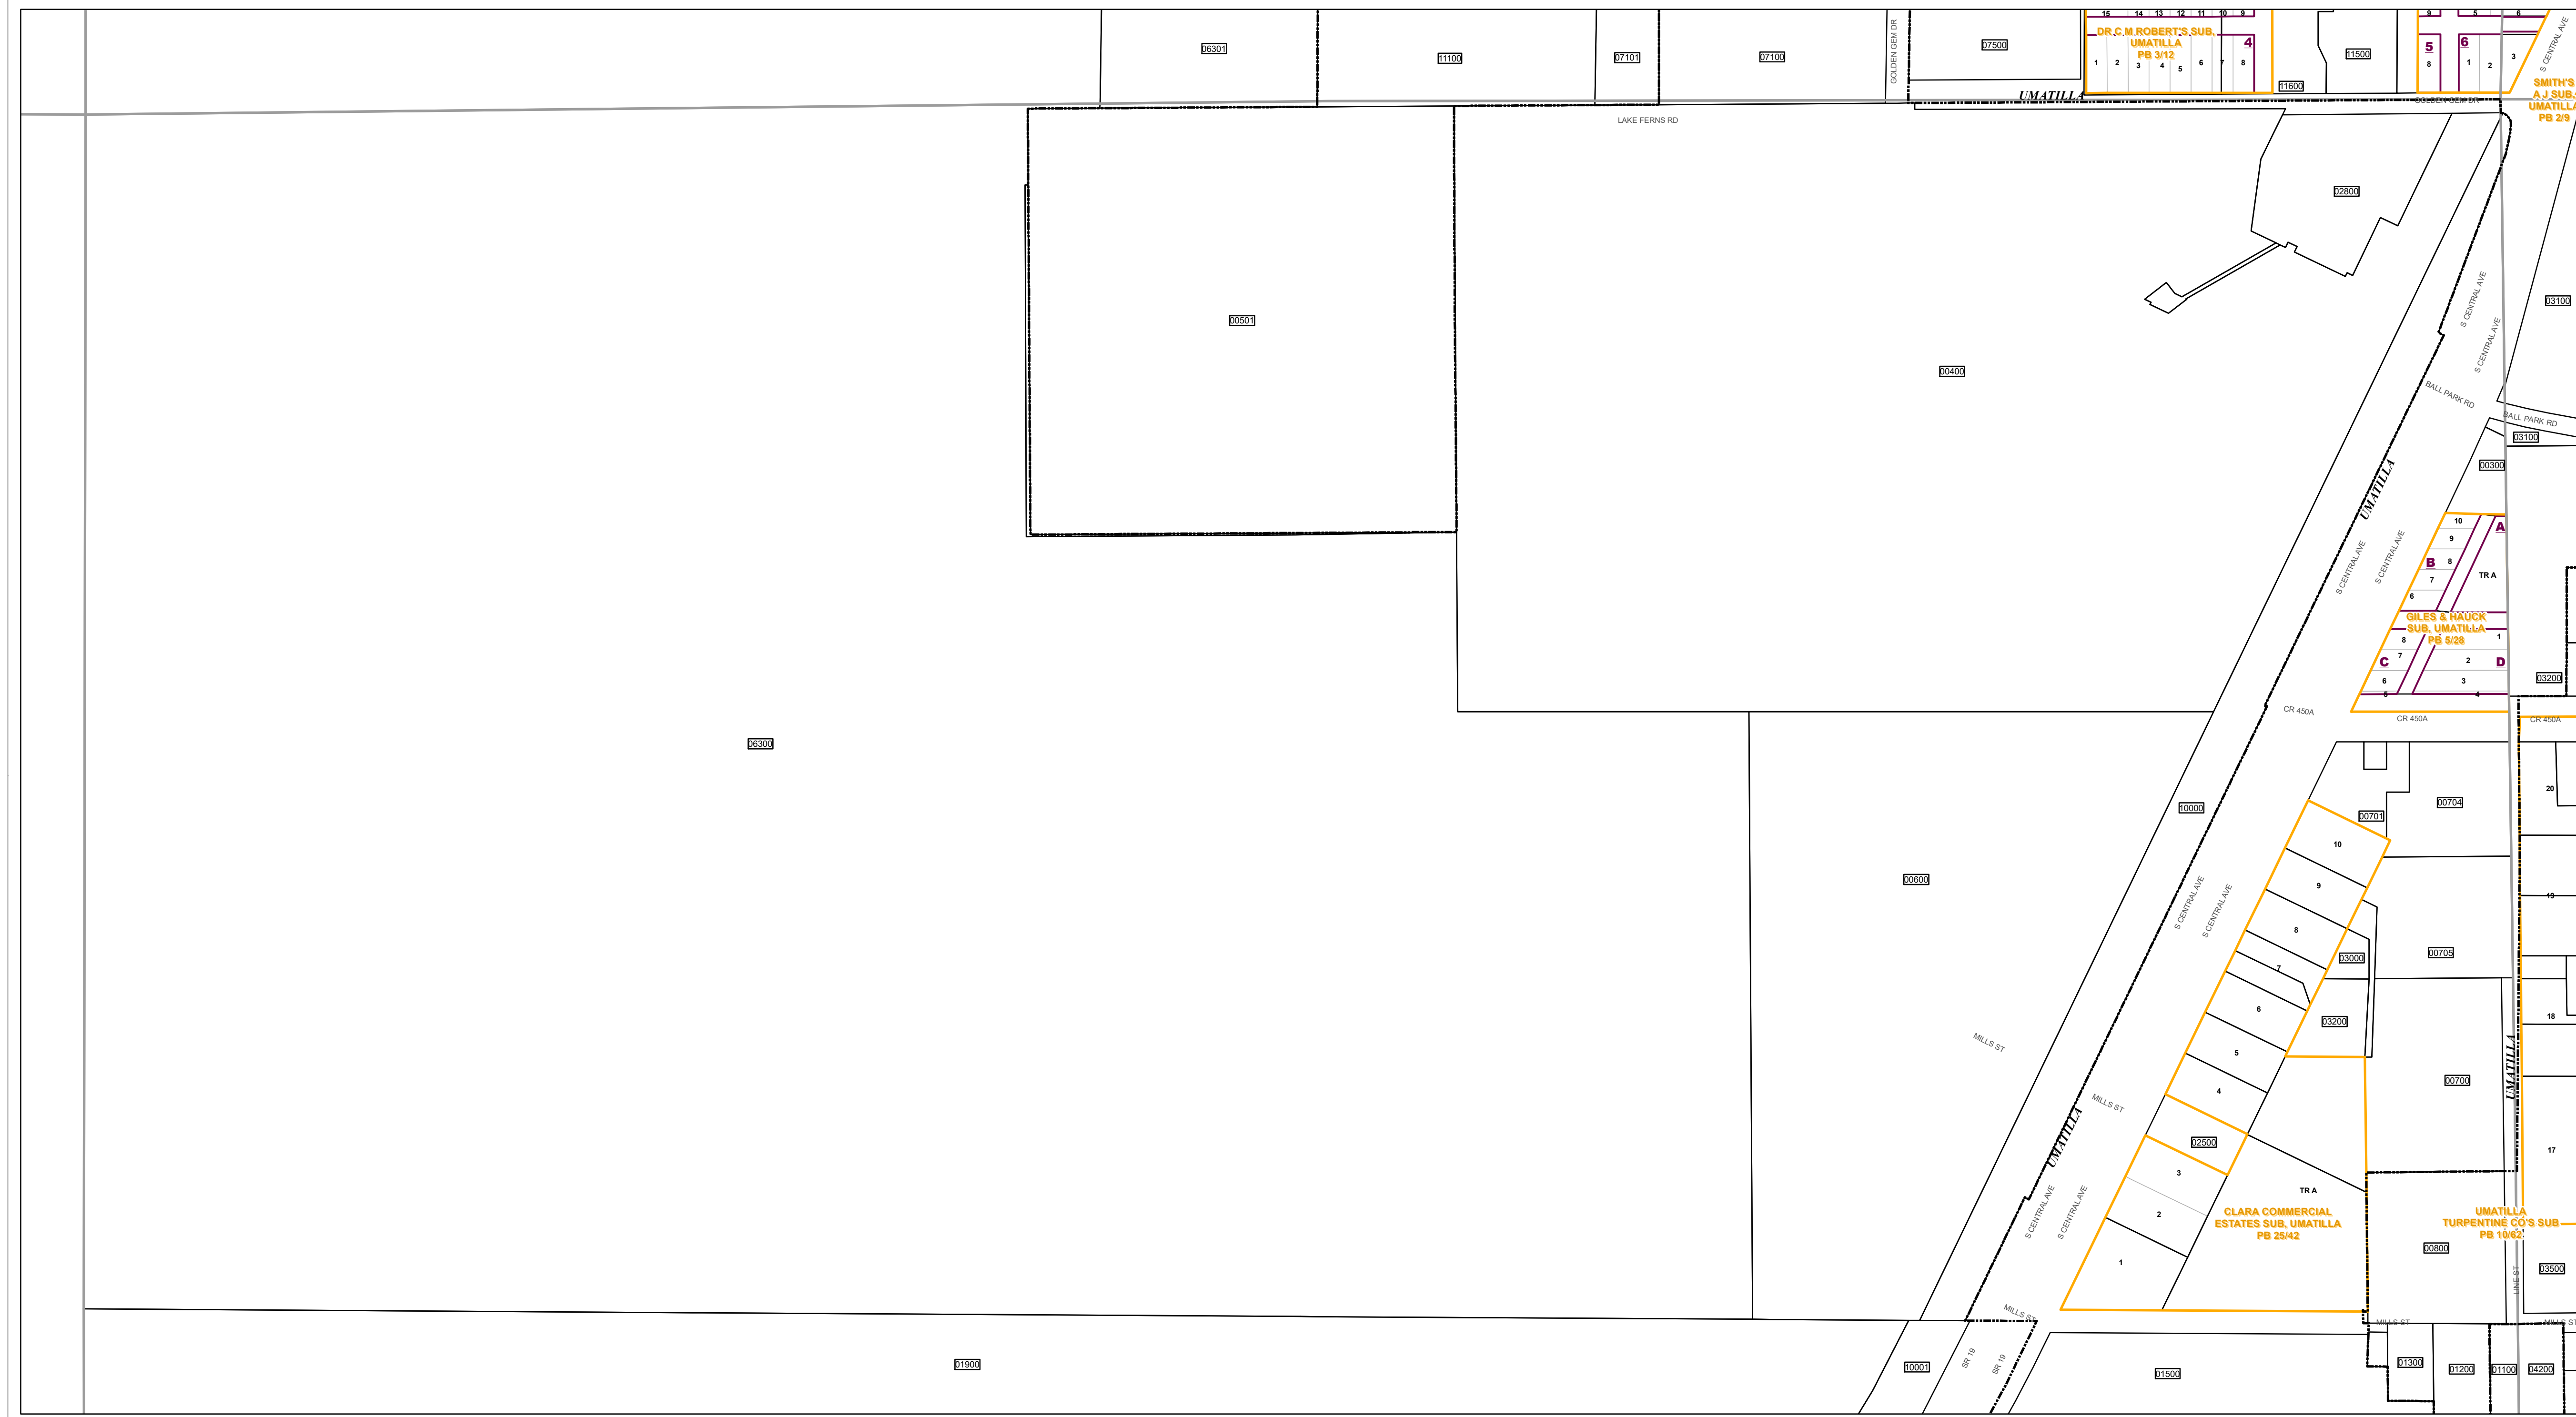 15 14 13 12 11 10 9
9 5 6
DR C M ROBERT'S SUB,
UMATILLA
PB 3/12
4
1 2 3 4 5 6 7 8
06301
11100
07101
07100
GOLDEN GEM DR
07500
11600
11500
5
8
6
1 2 3
S CENTRAL AVE
SMITH'S
A J SUB,
UMATILLA
PB 2/9
UMATILLA
GOLDEN GEM DR
LAKE FERNS RD
02800
00501
00400
03100
S CENTRAL AVE
S CENTRAL AVE
BALL PARK RD
BALL PARK RD
03100
00300
UMATILLA
S CENTRAL AVE
S CENTRAL AVE
10
A
9
B
8
7
TR A
6
GILES & HAUCK
SUB, UMATILLA
PB 5/28
8
1
7
C
2
D
6
3
5
4
03200
CR 450A
CR 450A
CR 450A
06300
10000
00701
00704
20
10
00600
9
19
S CENTRAL AVE
S CENTRAL AVE
8
00705
03000
7
6
03200
18
MILLS ST
5
UMATILLA
00700
4
MILLS ST
UMATILLA
02500
17
3
TR A
S CENTRAL AVE
S CENTRAL AVE
2
CLARA COMMERCIAL
ESTATES SUB, UMATILLA
PB 25/42
UMATILLA
TURPENTINE CO'S SUB
PB 10/62
00800
1
03500
LINE ST
MILLS ST
MILLS ST
MILLS ST
01900
10001
SR 19
SR 19
01500
01300
01200
01100
04200